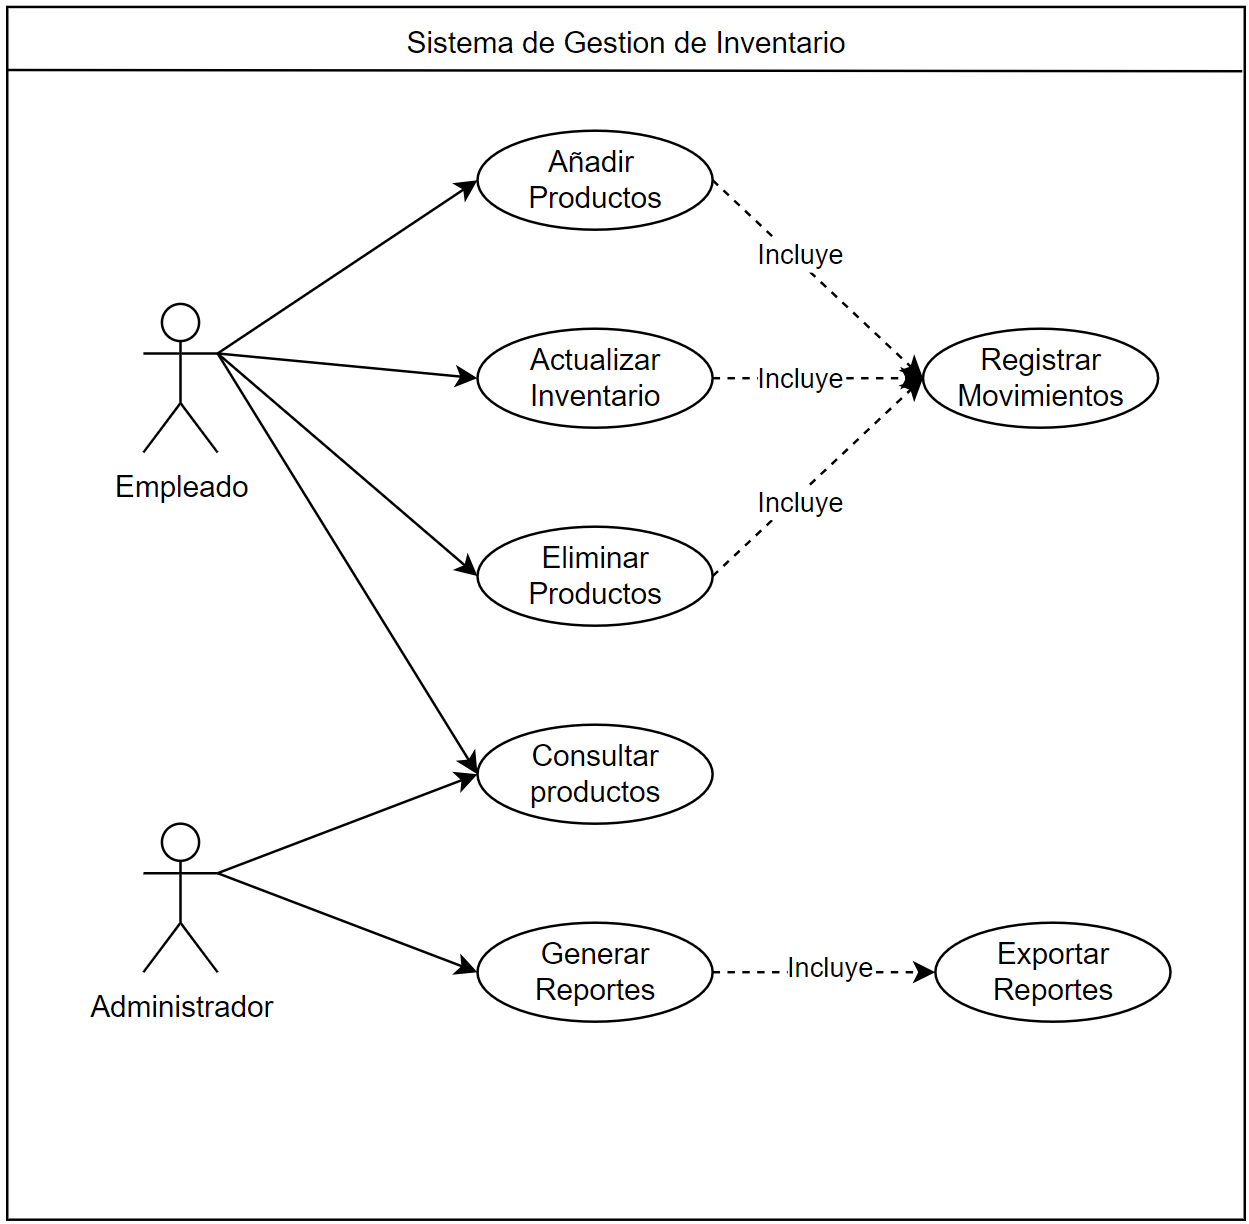 Sistema de Gestion de Inventario
Añadir
Productos
Incluye
Actualizar
Inventario
Incluye
Registrar
Movimientos
Empleado
Incluye
Eliminar
Productos
Consultar
productos
Administrador
Generar
Reportes
Incluye
Exportar
Reportes